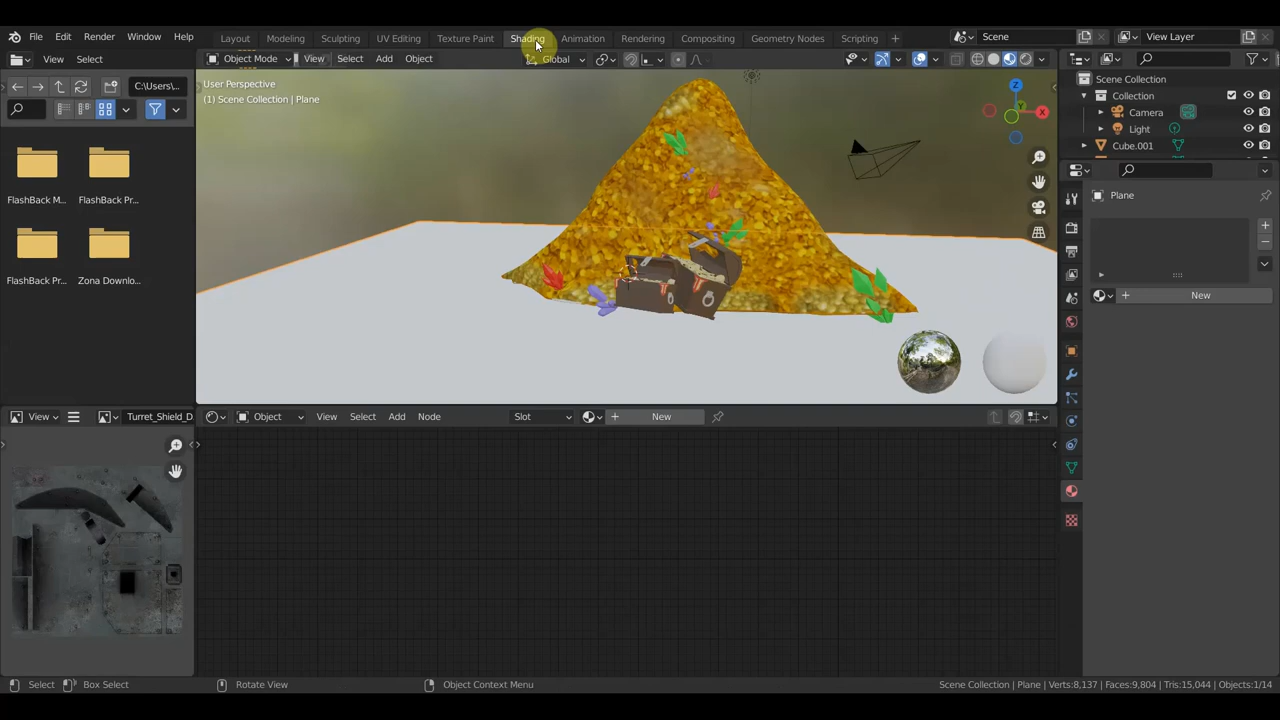 File Edit Render Window Help Layout Modeling Sculpting UV Editing Texture Paint Shading Animation Rendering Compositing Geometry Nodes Scripting + Scene View Layer
View Select Object Mode View Select Add Object Global
C:\Users\...
User Perspective
(1) Scene Collection | Plane
Scene Collection
Collection
Camera
Light
Cube.001
Plane
FlashBack M...
FlashBack Pr...
FlashBack Pr...
Zona Downlo...
New
View Turret_Shield_D Object View Select Add Node Slot New
Select Box Select Rotate View Object Context Menu Scene Collection | Plane | Verts:8,137 | Faces:9,804 | Tris:15,044 | Objects:1/14